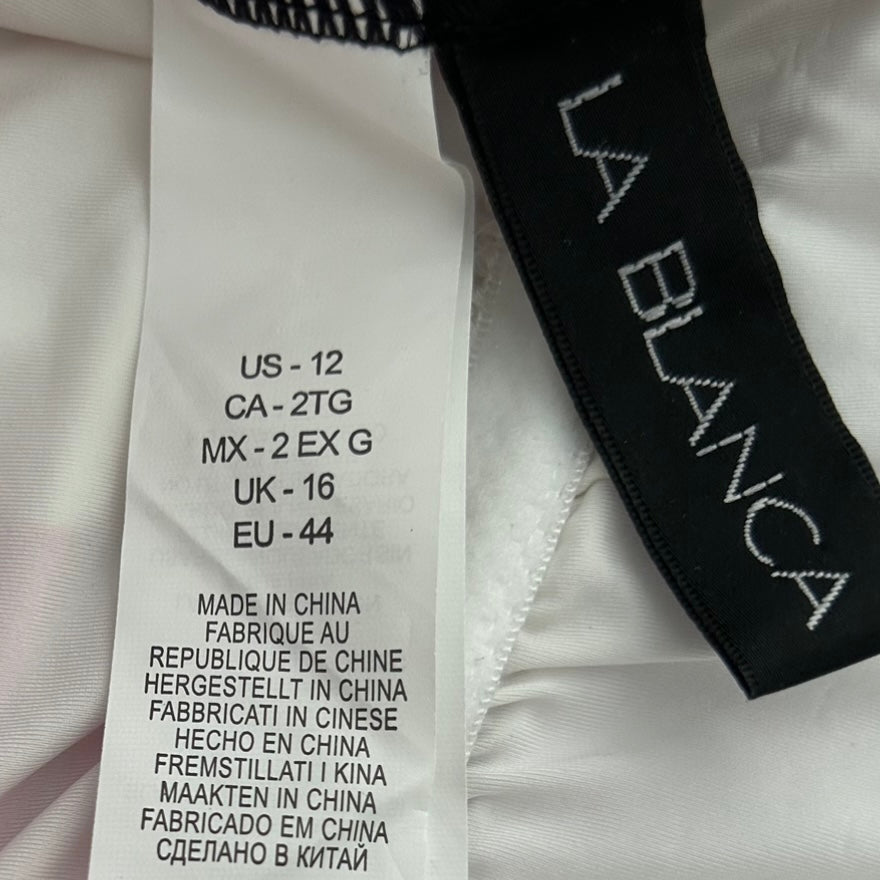 US - 12
CA - 2TG
MX - 2 EX G
UK - 16
EU - 44
MADE IN CHINA
FABRIQUE AU
REPUBLIQUE DE CHINE
HERGESTELLT IN CHINA
FABBRICATI IN CINESE
HECHO EN CHINA
FREMSTILLATI I KINA
MAAKTEN IN CHINA
FABRICADO EM CHINA
СДЕЛАНО В КИТАЙ
LA BLANCA